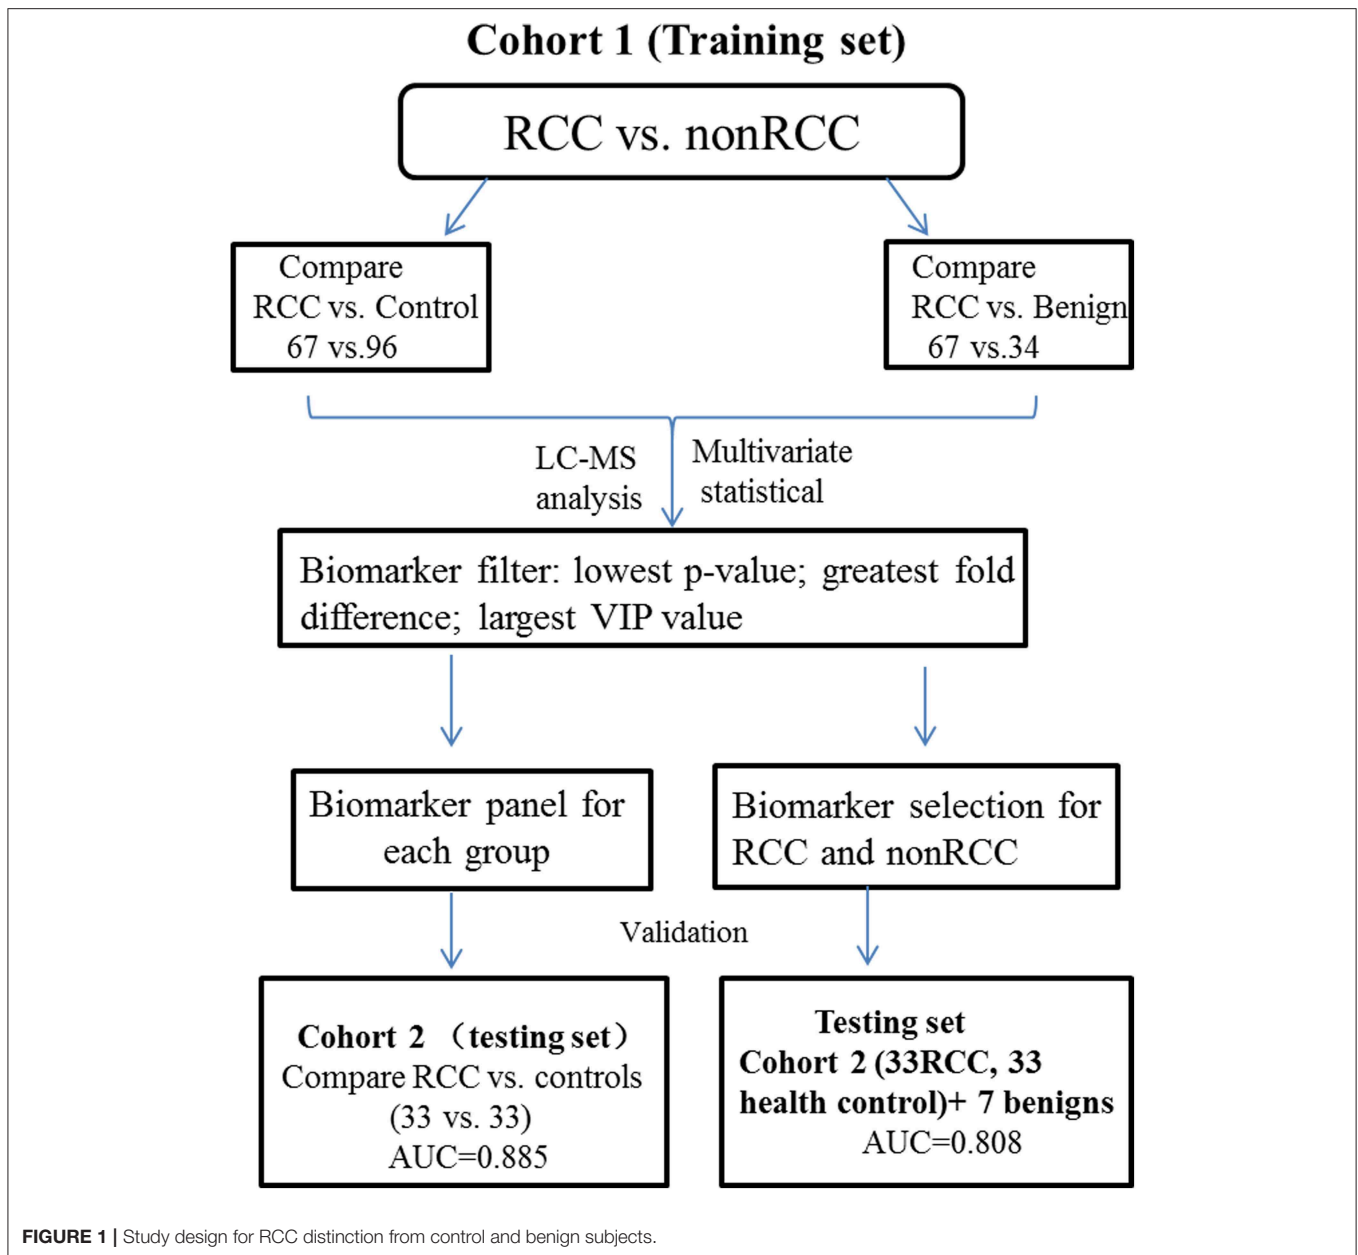 Cohort 1 (Training set)
RCC vs. nonRCC
Compare
RCC vs. Control
67 vs.96
Compare
RCC vs. Benign
67 vs.34
LC-MS
analysis
Multivariate
statistical
Biomarker filter: lowest p-value; greatest fold
difference; largest VIP value
Biomarker panel for
each group
Biomarker selection for
RCC and nonRCC
Validation
Cohort 2 （testing set）
Compare RCC vs. controls
(33 vs. 33)
AUC=0.885
Testing set
Cohort 2 (33RCC, 33
health control)+ 7 benigns
AUC=0.808
FIGURE 1 | Study design for RCC distinction from control and benign subjects.